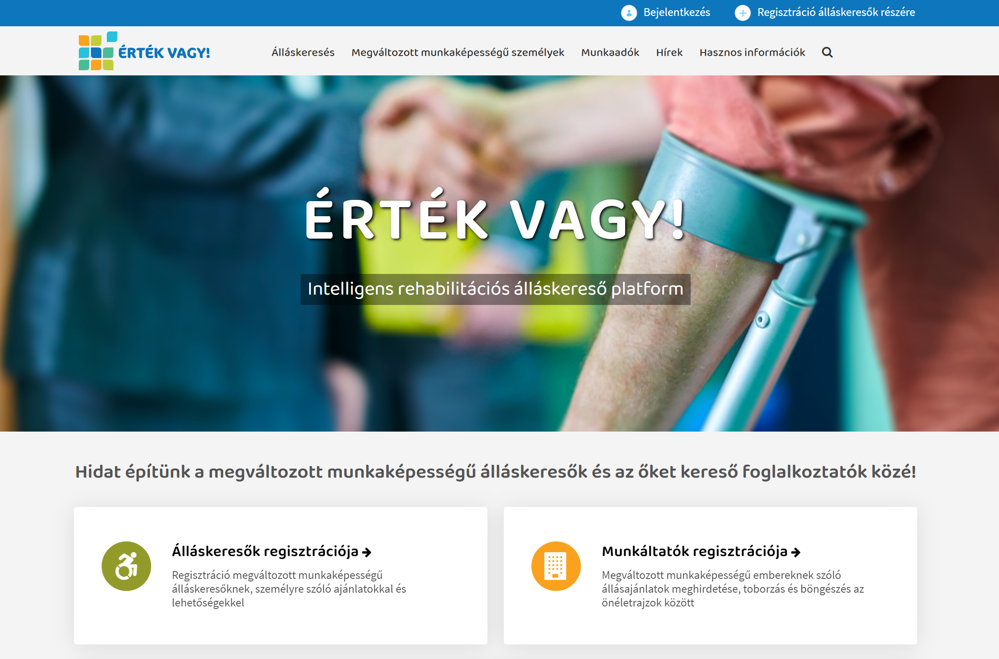 Bejelentkezés
Regisztráció álláskeresők részére
ÉRTÉK VAGY!
Álláskeresés
Megváltozott munkaképességű személyek
Munkaadók
Hírek
Hasznos információk
ÉRTÉK VAGY!
Intelligens rehabilitációs álláskereső platform
Hidat építünk a megváltozott munkaképességű álláskeresők és az őket kereső foglalkoztatók közé!
Álláskeresők regisztrációja
Regisztráció megváltozott munkaképességű
álláskeresőknek, személyre szóló ajánlatokkal és
lehetőségekkel
Munkáltatók regisztrációja
Megváltozott munkaképességű embereknek szóló
állásajánlatok meghirdetése, toborzás és böngészés az
önéletrajzok között